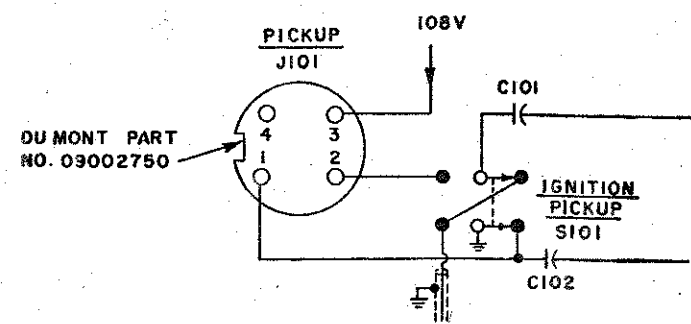 108V
PICKUP
J101
C101
DU MONT PART
NO. 09002750
4
3
1
2
IGNITION
PICKUP
S101
C102